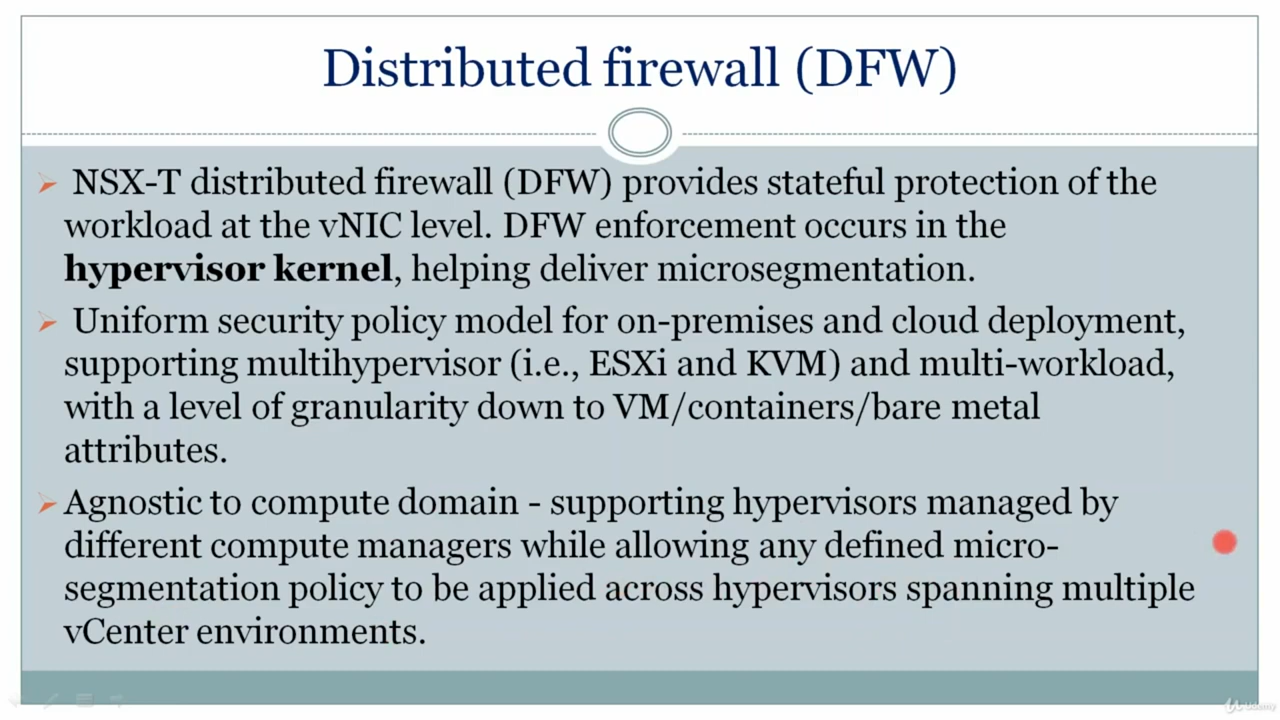 Distributed firewall (DFW)
NSX-T distributed firewall (DFW) provides stateful protection of the
workload at the vNIC level. DFW enforcement occurs in the
hypervisor kernel, helping deliver microsegmentation.
Uniform security policy model for on-premises and cloud deployment,
supporting multihypervisor (i.e., ESXi and KVM) and multi-workload,
with a level of granularity down to VM/containers/bare metal
attributes.
Agnostic to compute domain - supporting hypervisors managed by
different compute managers while allowing any defined micro-
segmentation policy to be applied across hypervisors spanning multiple
vCenter environments.
Udemy